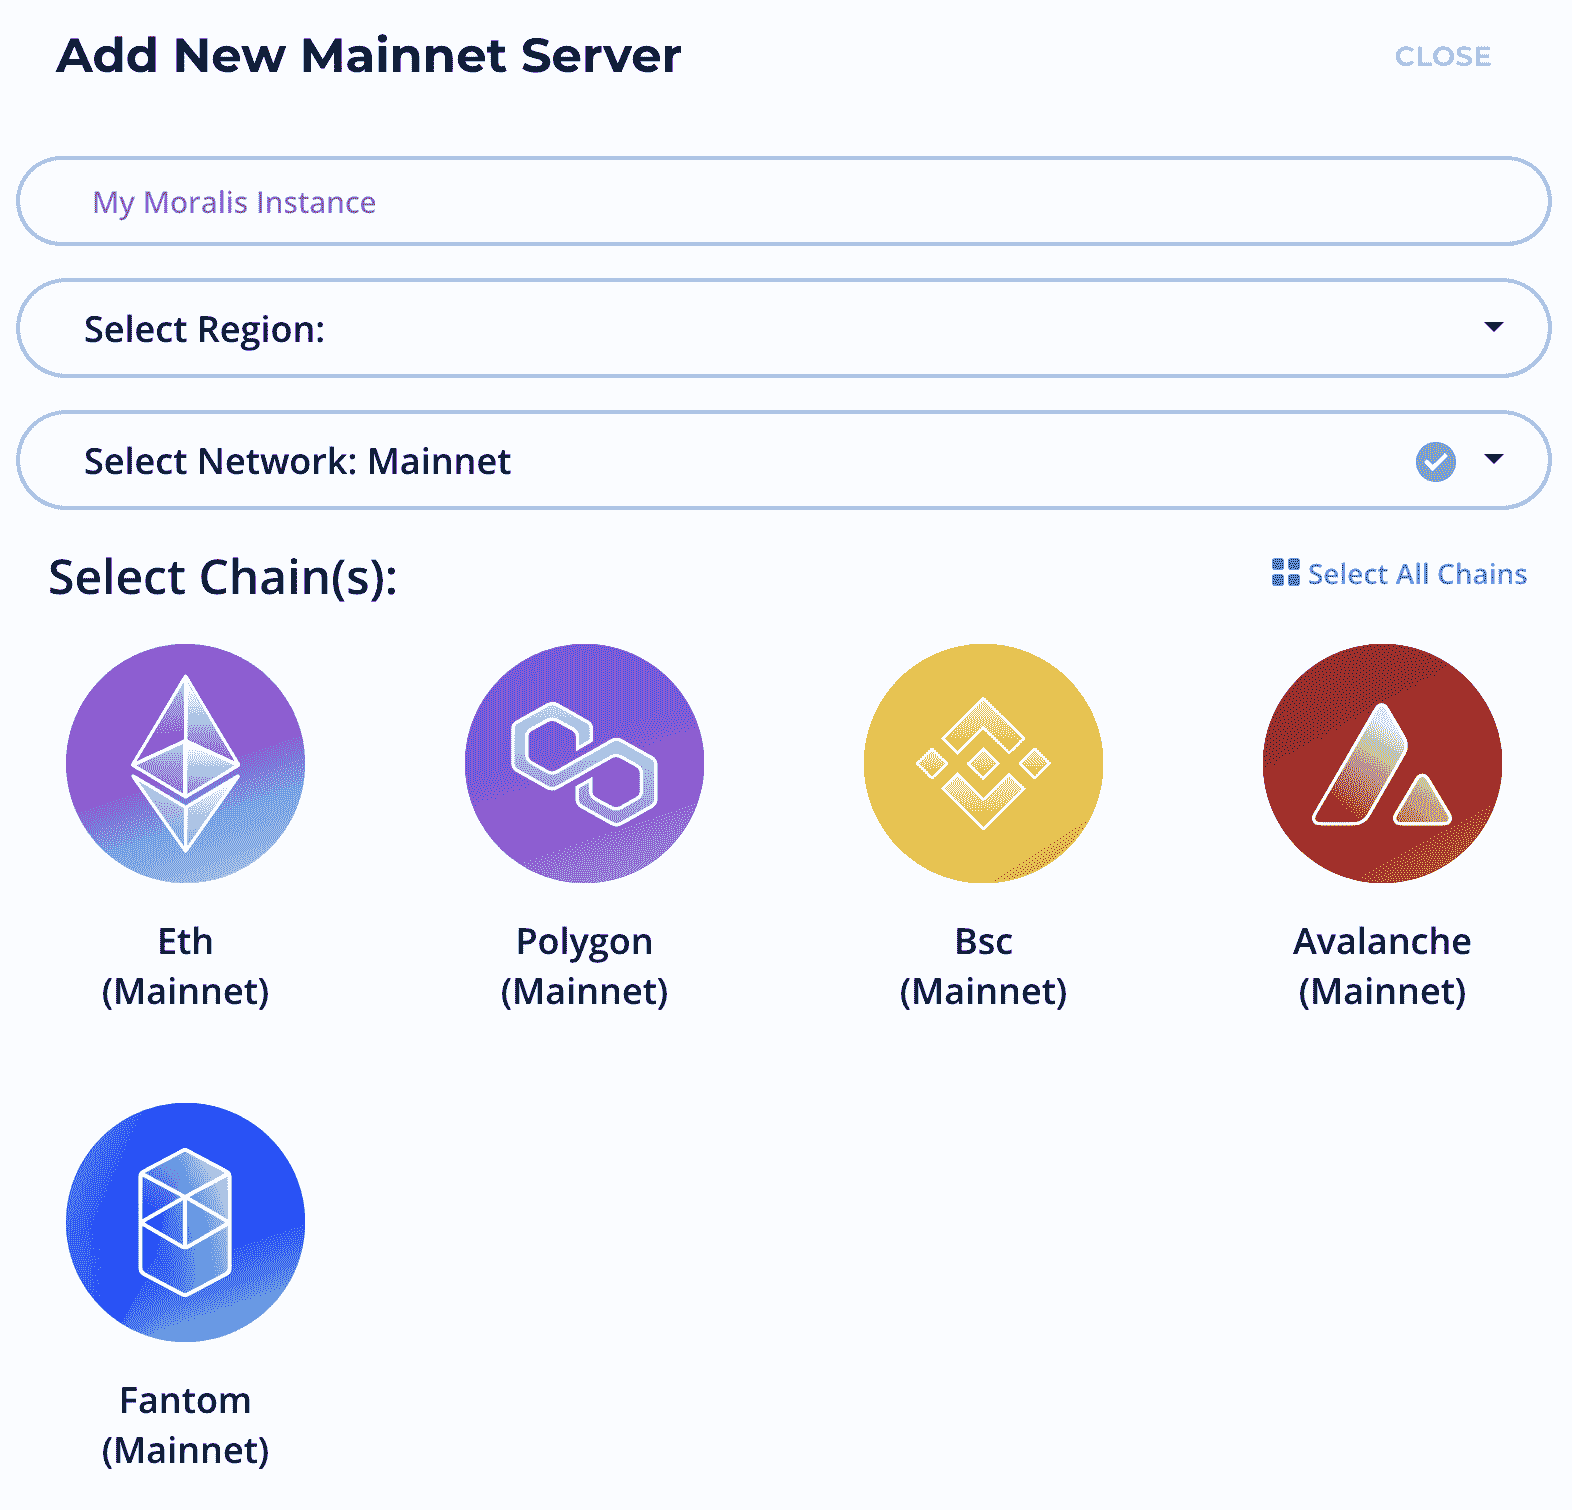 Add New Mainnet Server
CLOSE
My Moralis Instance
Select Region:
Select Network: Mainnet
Select Chain(s):
Select All Chains
Eth
(Mainnet)
Polygon
(Mainnet)
Bsc
(Mainnet)
Avalanche
(Mainnet)
Fantom
(Mainnet)